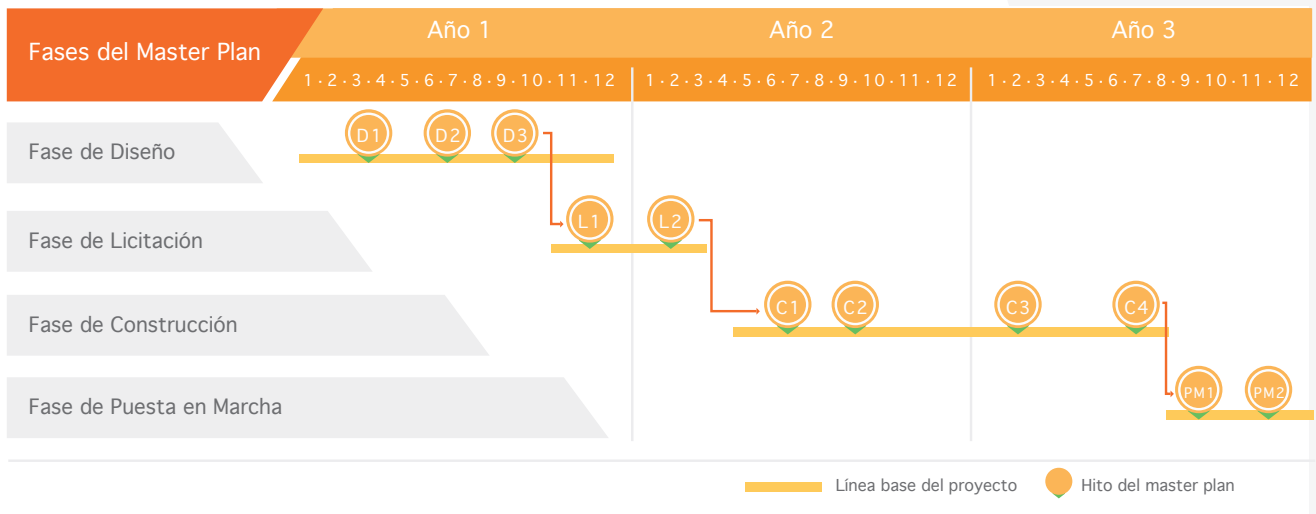 Fases del Master Plan
Año 1
Año 2
Año 3
1 · 2 · 3 · 4 · 5 · 6 · 7 · 8 · 9 · 10 · 11 · 12
1 · 2 · 3 · 4 · 5 · 6 · 7 · 8 · 9 · 10 · 11 · 12
1 · 2 · 3 · 4 · 5 · 6 · 7 · 8 · 9 · 10 · 11 · 12
Fase de Diseño
D1
D2
D3
Fase de Licitación
L1
L2
Fase de Construcción
C1
C2
C3
C4
Fase de Puesta en Marcha
PM1
PM2
Línea base del proyecto
Hito del master plan